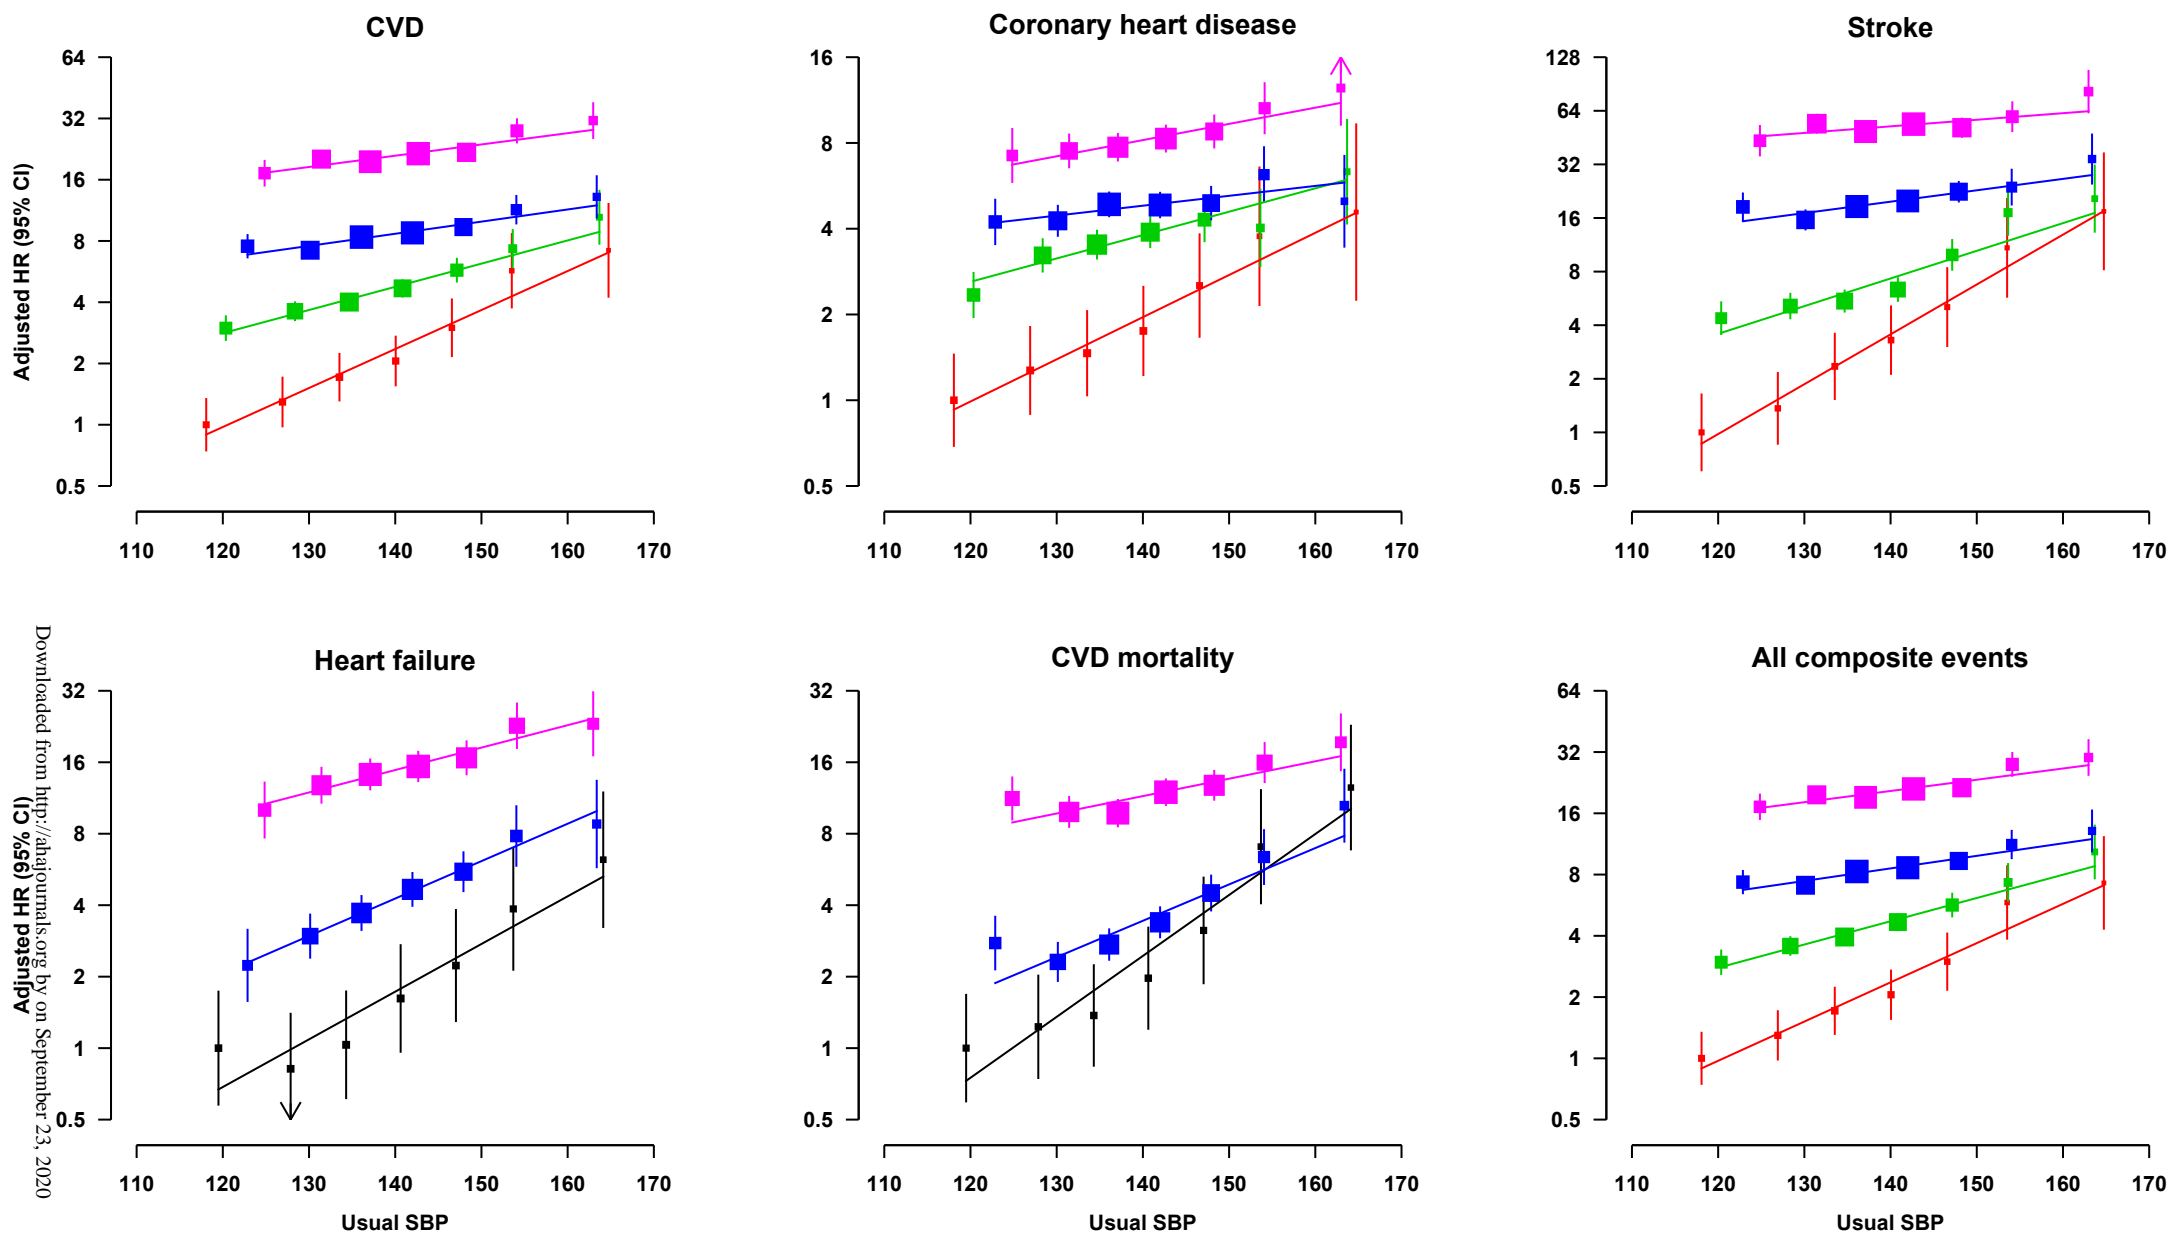 CVD
Coronary heart disease
Stroke
Adjusted HR (95% CI)
64
32
16
8
4
2
1
0.5
110 120 130 140 150 160 170
16
8
4
2
1
0.5
110 120 130 140 150 160 170
128
64
32
16
8
4
2
1
0.5
110 120 130 140 150 160 170
Heart failure
CVD mortality
All composite events
Adjusted HR (95% CI)
32
16
8
4
2
1
0.5
110 120 130 140 150 160 170
Usual SBP
32
16
8
4
2
1
0.5
110 120 130 140 150 160 170
Usual SBP
64
32
16
8
4
2
1
0.5
110 120 130 140 150 160 170
Usual SBP
Downloaded from http://ahajournals.org by on September 23, 2020